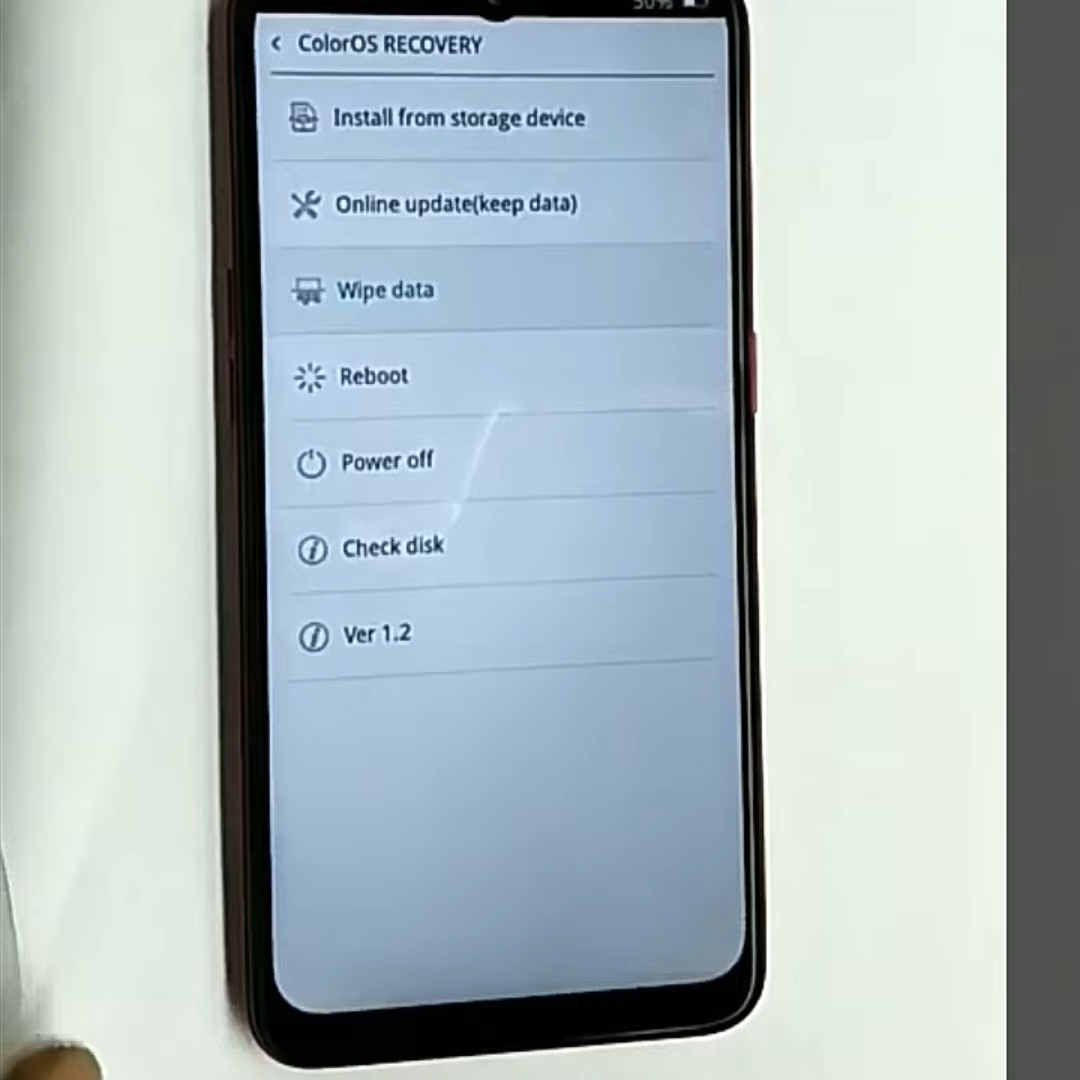 50%
ColorOS RECOVERY
Install from storage device
Online update(keep data)
Wipe data
Reboot
Power off
Check disk
Ver 1.2